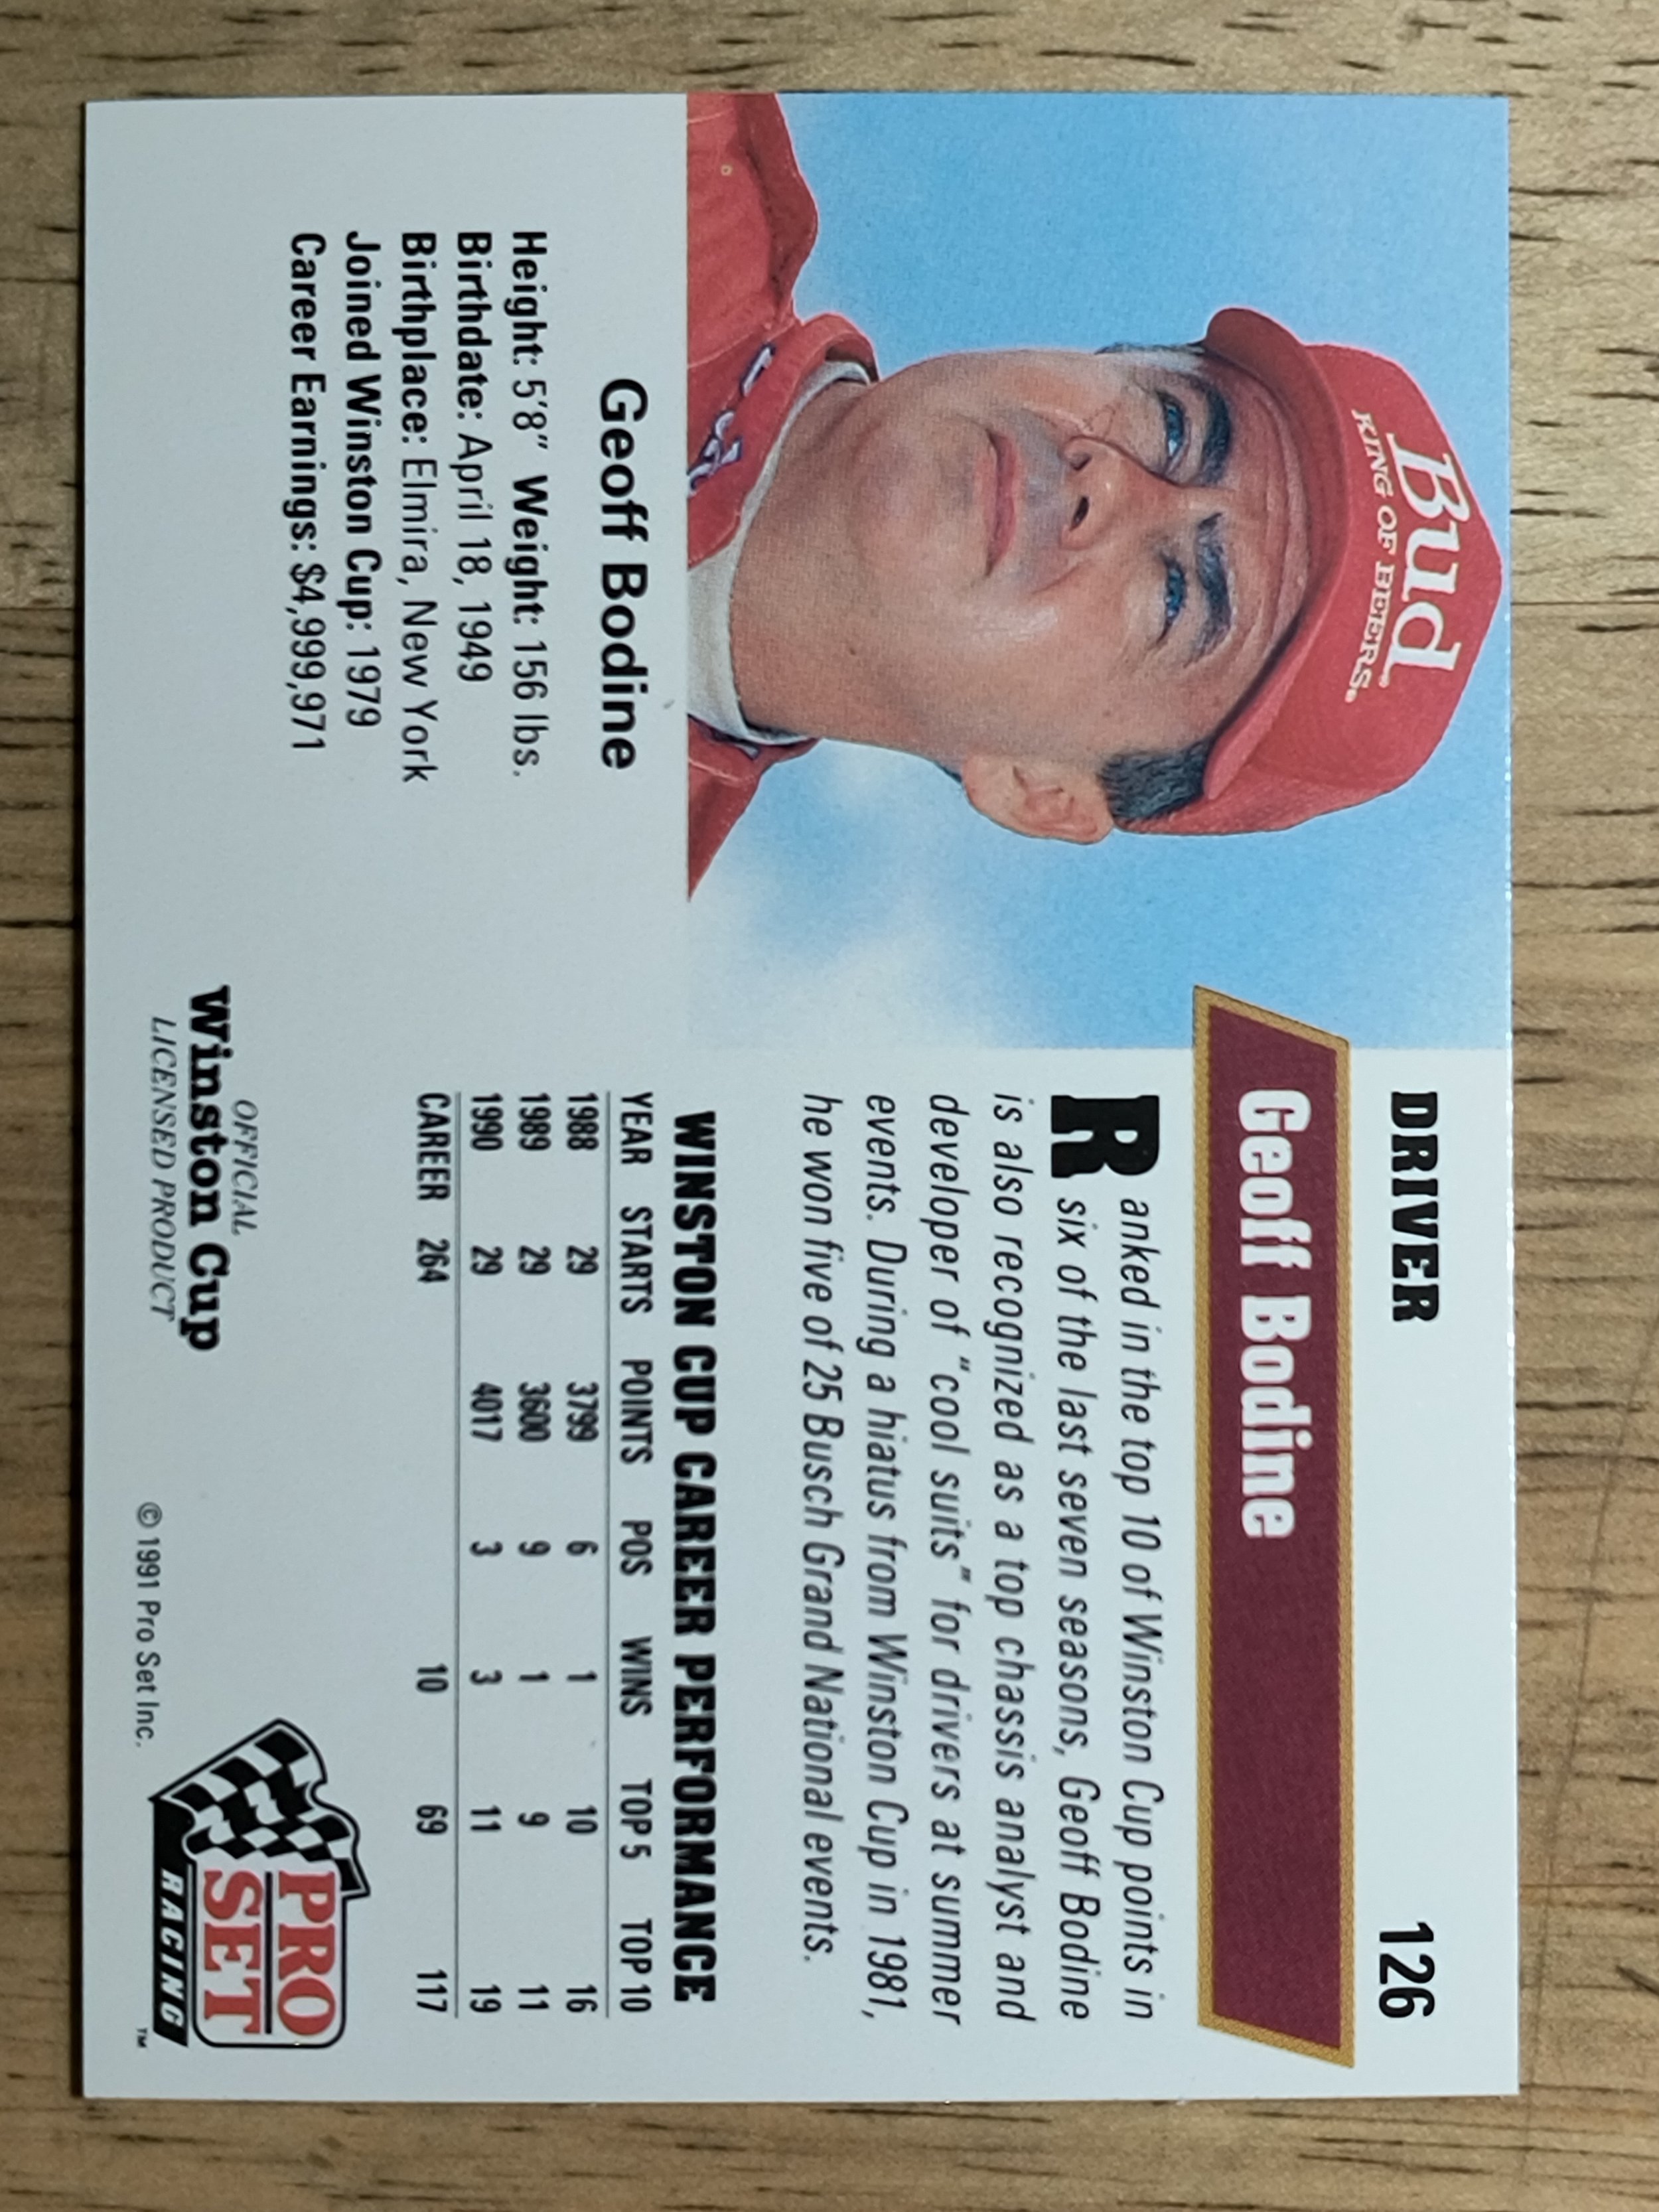 Bud
KING OF BEERS®
Geoff Bodine
Height: 5'8" Weight: 156 lbs.
Birthdate: April 18, 1949
Birthplace: Elmira, New York
Joined Winston Cup: 1979
Career Earnings: $4,999,971
DRIVER 126
Geoff Bodine
Ranked in the top 10 of Winston Cup points in
six of the last seven seasons, Geoff Bodine
is also recognized as a top chassis analyst and
developer of "cool suits" for drivers at summer
events. During a hiatus from Winston Cup in 1981,
he won five of 25 Busch Grand National events.
WINSTON CUP CAREER PERFORMANCE
YEAR STARTS POINTS POS WINS TOP 5 TOP 10
1988 29 3799 6 1 10 16
1989 29 3600 9 1 9 11
1990 29 4017 3 3 11 19
CAREER 264 10 69 117
OFFICIAL
Winston Cup
LICENSED PRODUCT
© 1991 Pro Set Inc.
PRO
SET
RACING
™